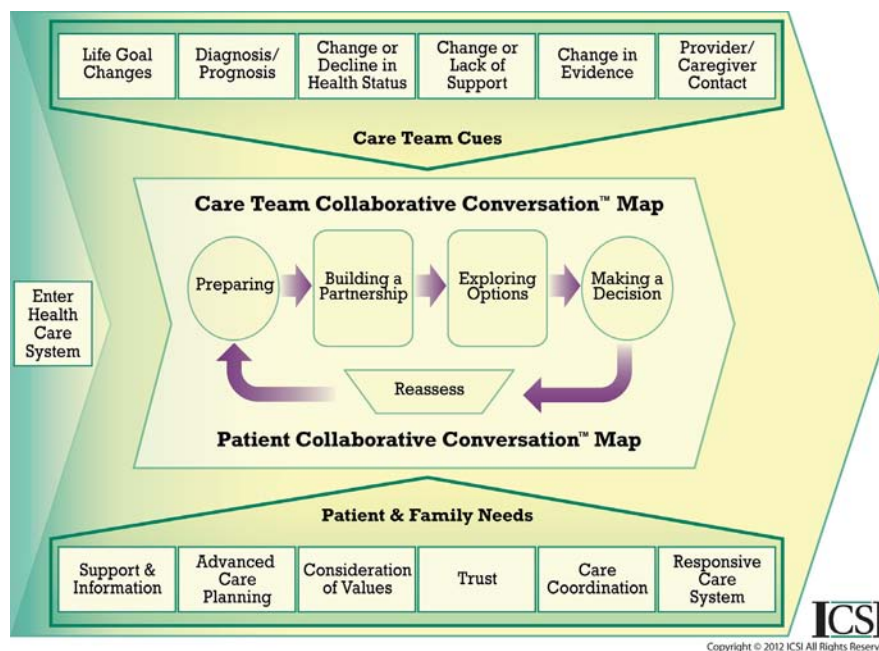 Life Goal
Changes
Diagnosis/
Prognosis
Change or
Decline in
Health Status
Change or
Lack of
Support
Change in
Evidence
Provider/
Caregiver
Contact
Care Team Cues
Care Team Collaborative Conversation™ Map
Enter
Health
Care
System
Preparing
Building a
Partnership
Exploring
Options
Making a
Decision
Reassess
Patient Collaborative Conversation™ Map
Patient & Family Needs
Support &
Information
Advanced
Care
Planning
Consideration
of Values
Trust
Care
Coordination
Responsive
Care
System
ICSI
Copyright © 2012 ICSI All Rights Reserv